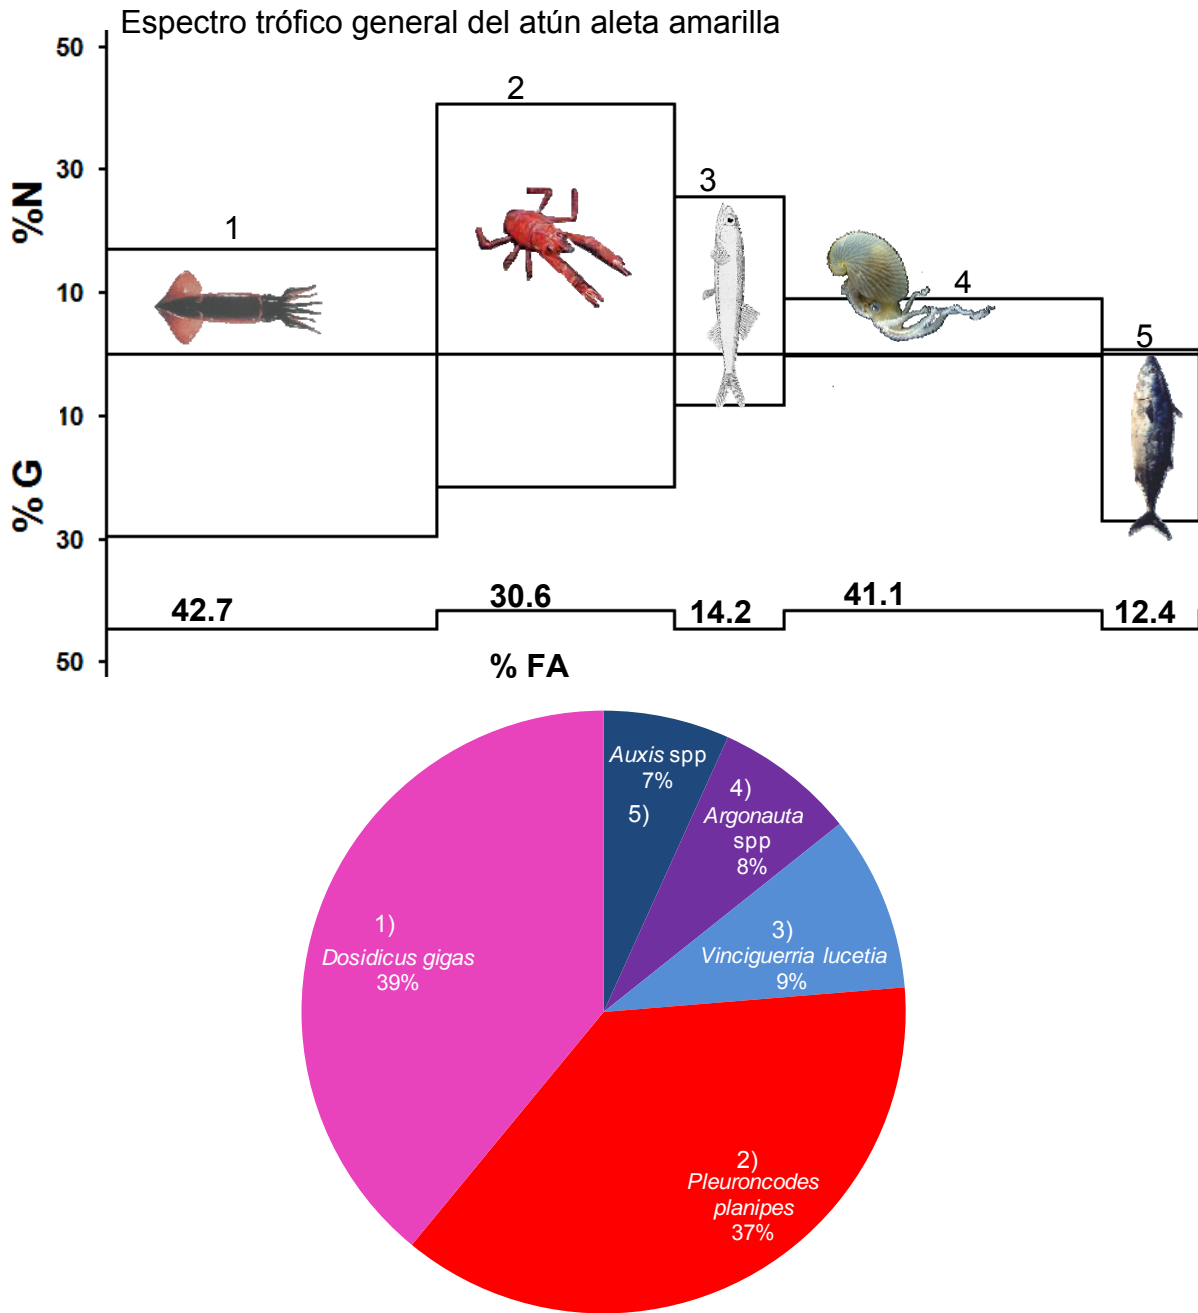 Espectro trófico general del atún aleta amarilla
50
30
10
10
30
50
%N
% G
1
2
3
4
5
42.7
30.6
14.2
41.1
12.4
% FA
Auxis spp
7%
5)
4)
Argonauta
spp
8%
3)
Vinciguerria lucetia
9%
1)
Dosidicus gigas
39%
2)
Pleuroncodes
planipes
37%